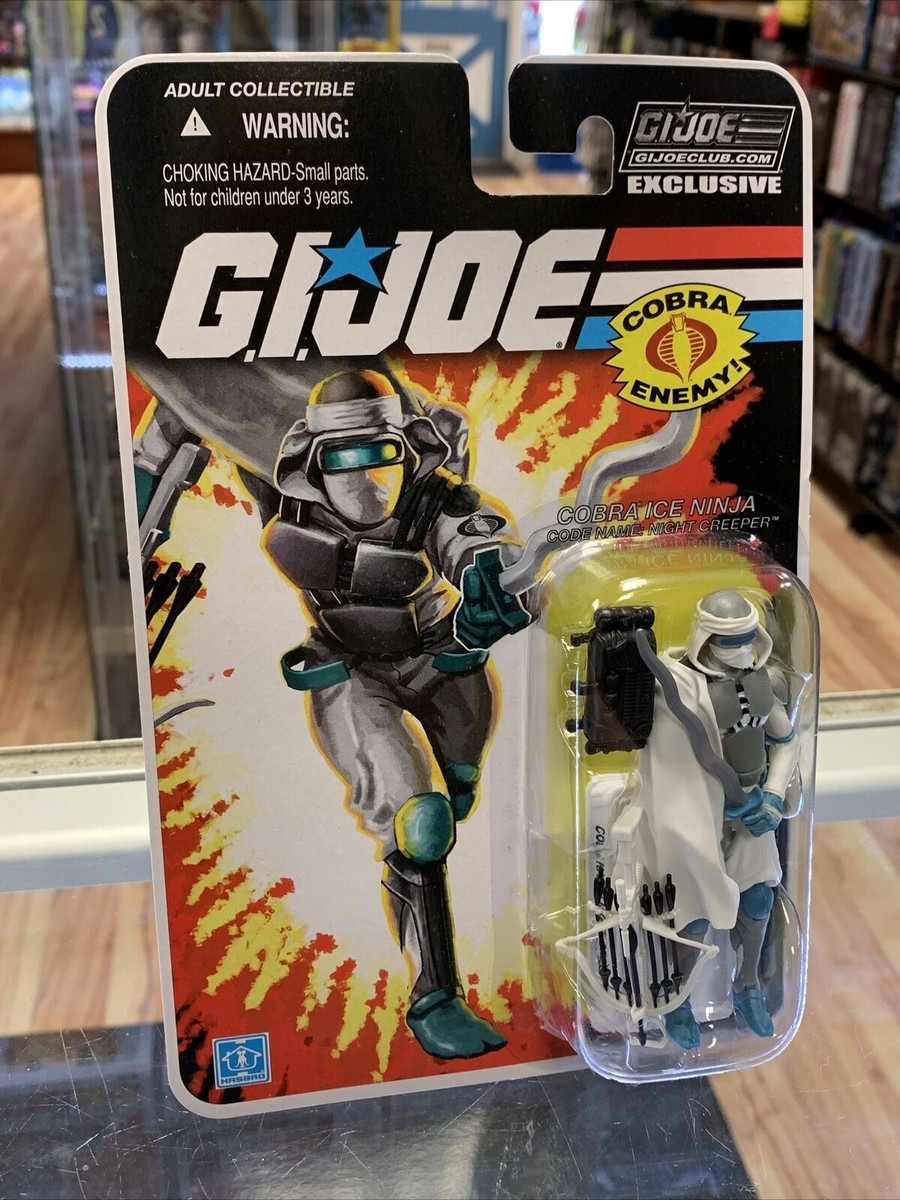 ADULT COLLECTIBLE
WARNING:
CHOKING HAZARD-Small parts.
Not for children under 3 years.
GIJOE
GIJOECLUB.COM
EXCLUSIVE
G.I.JOE®
COBRA
ENEMY!
COBRA ICE NINJA
CODE NAME: NIGHT CREEPER™
HASBRO